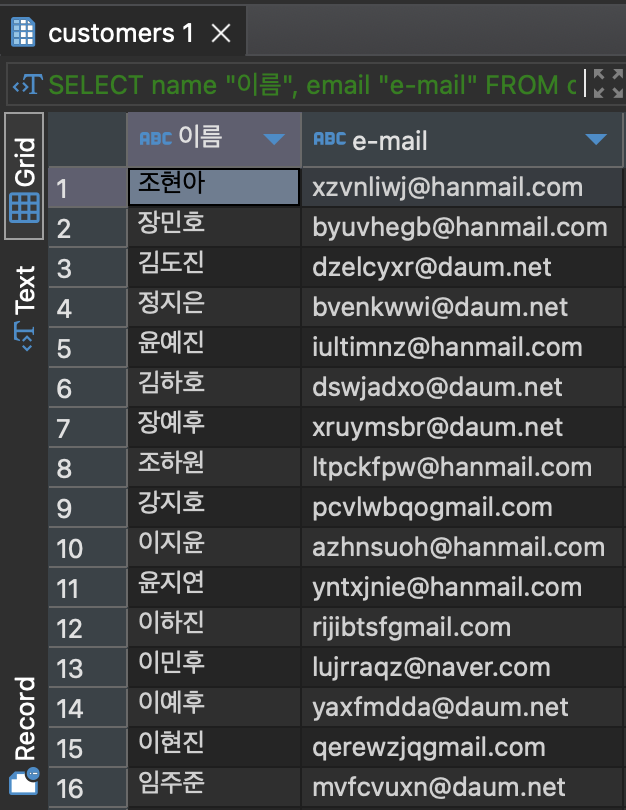 customers 1
SELECT name "이름", email "e-mail" FROM c
Grid
Text
Record
ABC 이름 ABC e-mail
1 조현아 xzvnliwj@hanmail.com
2 장민호 byuvhegb@hanmail.com
3 김도진 dzelcyxr@daum.net
4 정지은 bvenkwwi@daum.net
5 윤예진 iultimnz@hanmail.com
6 김하호 dswjadxo@daum.net
7 장예후 xruymsbr@daum.net
8 조하원 ltpckfpw@hanmail.com
9 강지호 pcvlwbqogmail.com
10 이지윤 azhnsuoh@hanmail.com
11 윤지연 yntxjnie@hanmail.com
12 이하진 rijibtsfgmail.com
13 이민후 lujrraqz@naver.com
14 이예후 yaxfmdda@daum.net
15 이현진 qerewzjqgmail.com
16 임주준 mvfcvuxn@daum.net